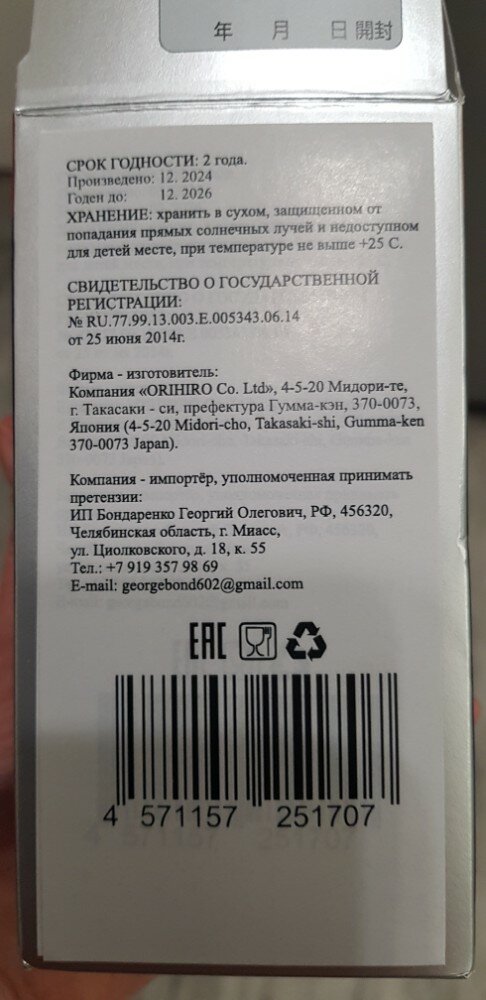 年 月 日開封
СРОК ГОДНОСТИ: 2 года.
Произведено: 12. 2024
Годен до: 12. 2026
ХРАНЕНИЕ: хранить в сухом, защищенном от
попадания прямых солнечных лучей и недоступном
для детей месте, при температуре не выше +25 С.
СВИДЕТЕЛЬСТВО О ГОСУДАРСТВЕННОЙ
РЕГИСТРАЦИИ:
№ RU.77.99.13.003.Е.005343.06.14
от 25 июня 2014г.
Фирма - изготовитель:
Компания «ORIHIRO Co. Ltd», 4-5-20 Мидори-те,
г. Такасаки - си, префектура Гумма-кэн, 370-0073,
Япония (4-5-20 Midori-cho, Takasaki-shi, Gumma-ken
370-0073 Japan).
Компания - импортёр, уполномоченная принимать
претензии:
ИП Бондаренко Георгий Олегович, РФ, 456320,
Челябинская область, г. Миасс,
ул. Циолковского, д. 18, к. 55
Тел.: +7 919 357 98 69
E-mail: georgebond602@gmail.com
ЕАС
4 571157 251707